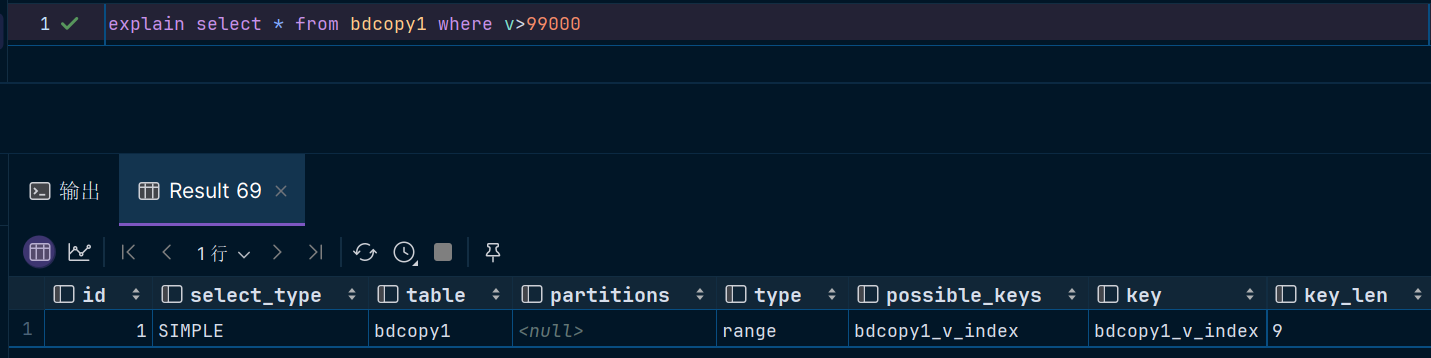 1 explain select * from bdcopy1 where v>99000
输出 Result 69
1 行
id select_type table partitions type possible_keys key key_len
1 1 SIMPLE bdcopy1 <null> range bdcopy1_v_index bdcopy1_v_index 9